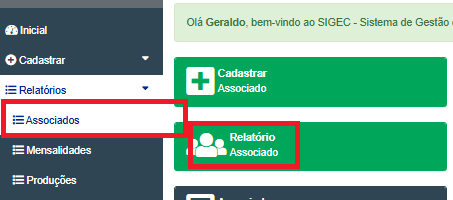 Inicial
Cadastrar
Relatórios
Associados
Mensalidades
Produções
Olá Geraldo, bem-vindo ao SIGEC - Sistema de Gestão
Cadastrar
Associado
Relatório
Associado